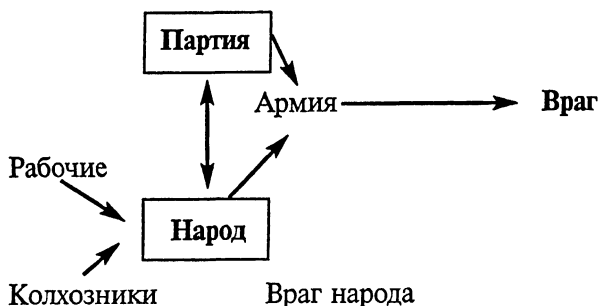 Партия
Армия
Враг
Рабочие
Народ
Колхозники
Враг народа